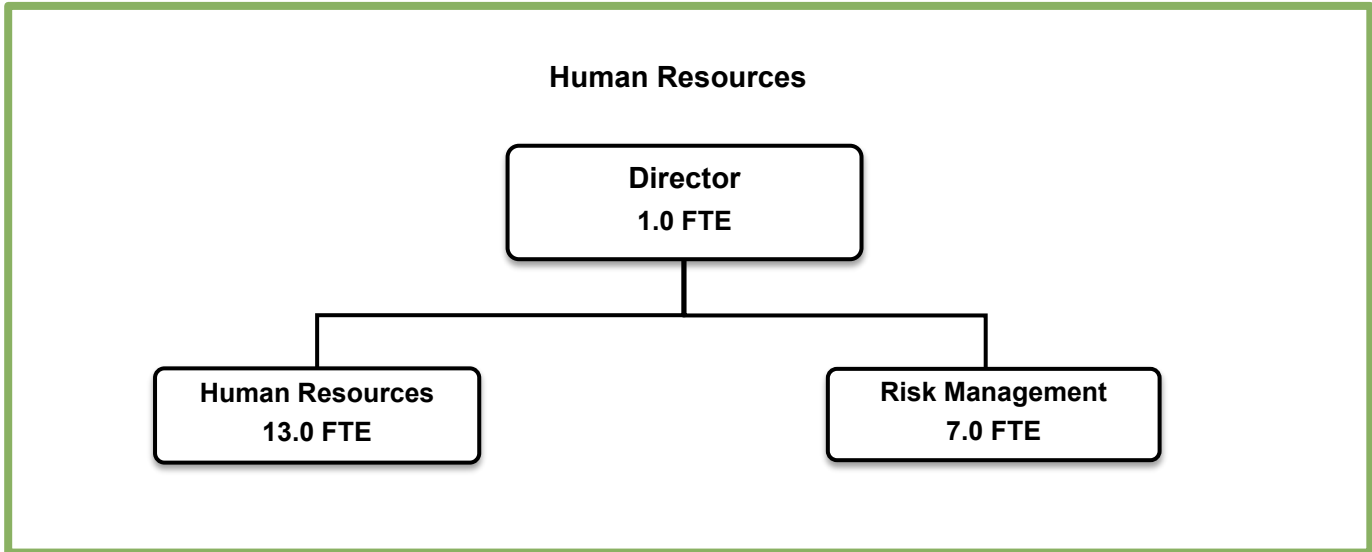 Human Resources
Director
1.0 FTE
Human Resources
13.0 FTE
Risk Management
7.0 FTE